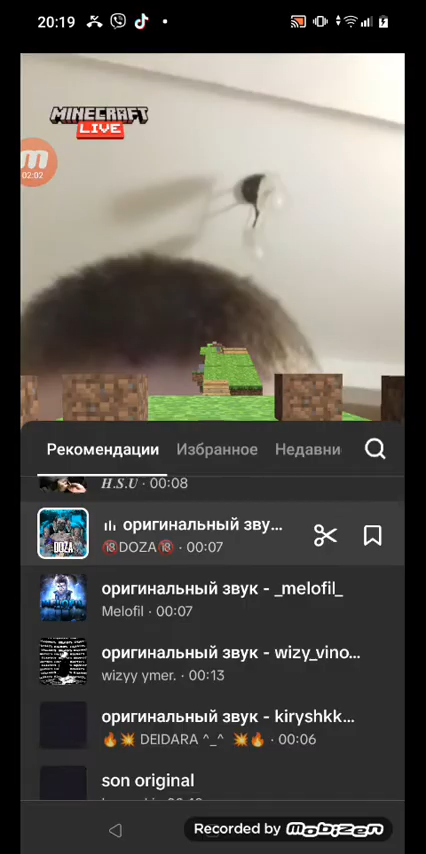 20:19
MINECRAFT
LIVE
m
02:02
Рекомендации Избранное Недавни
H.S.U · 00:08
оригинальный зву...
🔞DOZA🔞 · 00:07
DOZA
оригинальный звук - _melofil_
Melofil · 00:07
оригинальный звук - wizy_vino...
wizyy ymer. · 00:13
оригинальный звук - kiryshkk...
🔥💥 DEIDARA ^_^ 💥🔥 · 00:06
son original
Recorded by mobizen